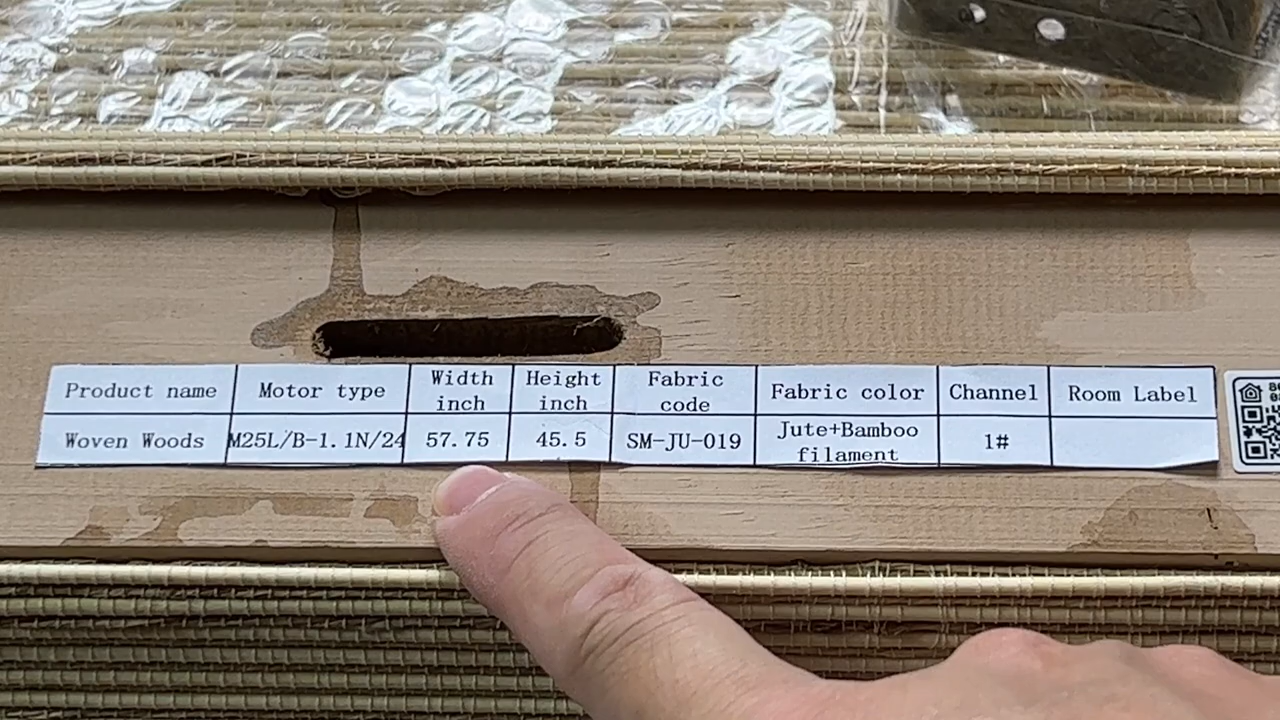 Product name Motor type Width inch Height inch Fabric code Fabric color Channel Room Label
Woven Woods M25L/B-1.1N/24 57.75 45.5 SM-JU-019 Jute+Bamboo filament 1#